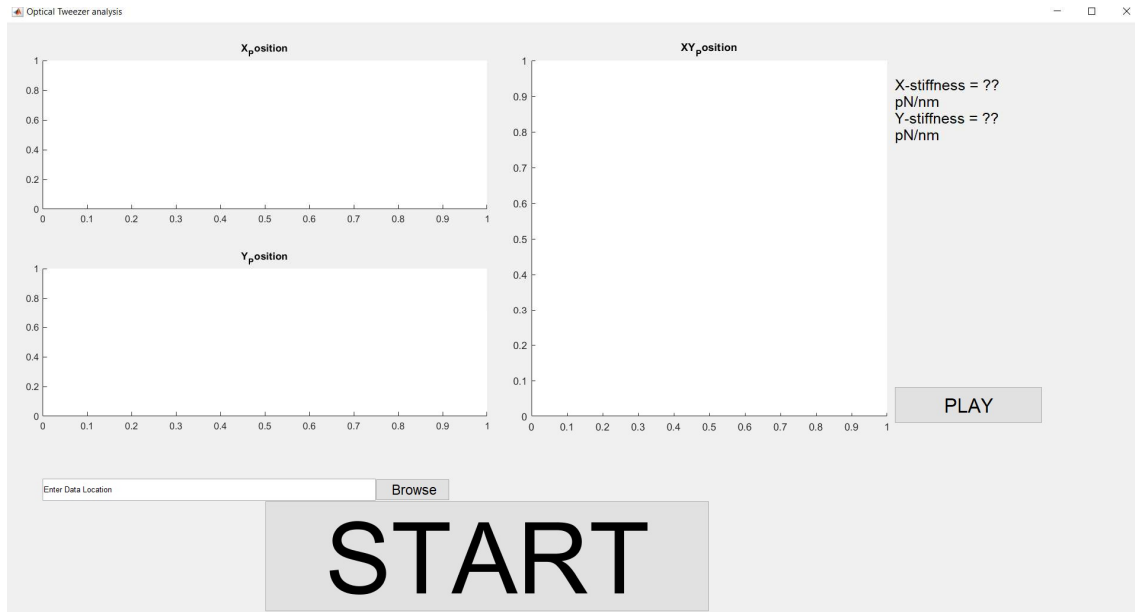 Optical Tweezer analysis
XPosition
1
0.8
0.6
0.4
0.2
0
0 0.1 0.2 0.3 0.4 0.5 0.6 0.7 0.8 0.9 1
YPosition
1
0.8
0.6
0.4
0.2
0
0 0.1 0.2 0.3 0.4 0.5 0.6 0.7 0.8 0.9 1
XYPosition
1
0.9
0.8
0.7
0.6
0.5
0.4
0.3
0.2
0.1
0
0 0.1 0.2 0.3 0.4 0.5 0.6 0.7 0.8 0.9 1
X-stiffness = ??
pN/nm
Y-stiffness = ??
pN/nm
PLAY
Enter Data Location
Browse
START